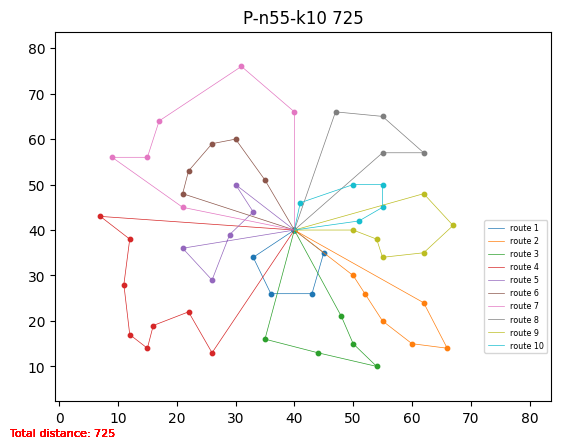 P-n55-k10 725
80
70
60
50
40
30
20
10
0 10 20 30 40 50 60 70 80
route 1
route 2
route 3
route 4
route 5
route 6
route 7
route 8
route 9
route 10
Total distance: 725